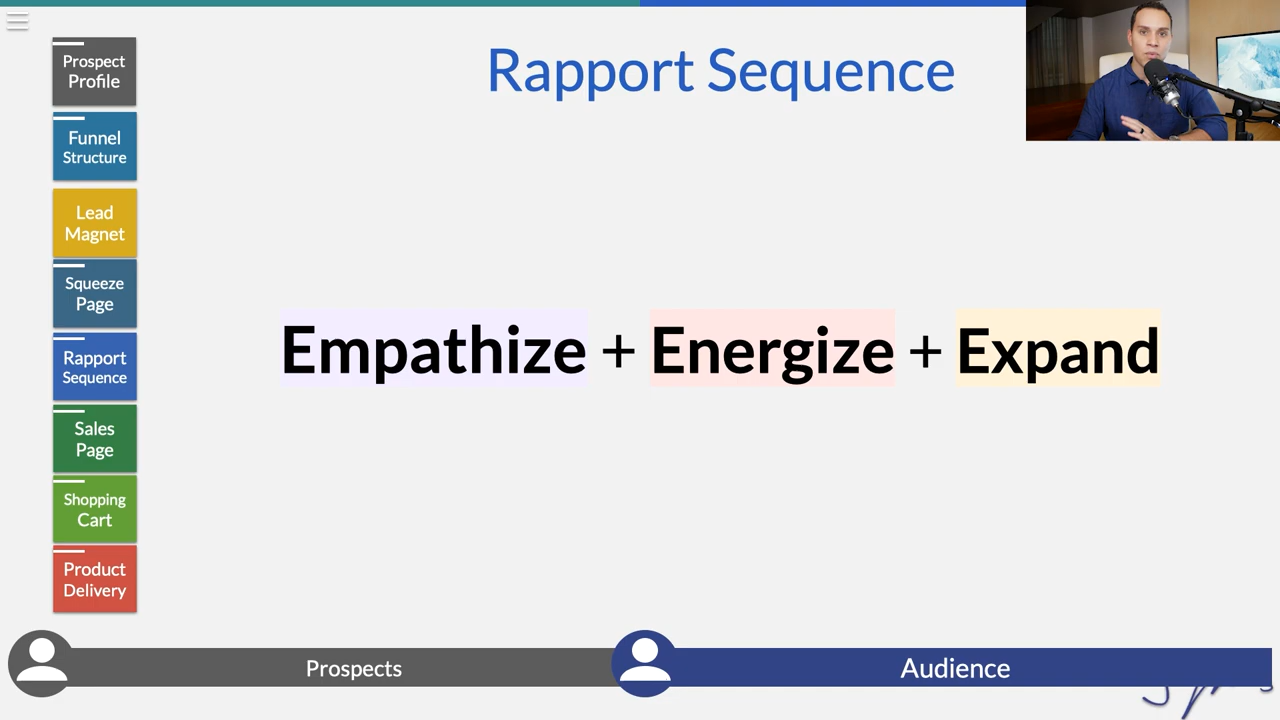 Rapport Sequence
Prospect
Profile
Funnel
Structure
Lead
Magnet
Squeeze
Page
Rapport
Sequence
Sales
Page
Shopping
Cart
Product
Delivery
Empathize + Energize + Expand
Prospects
Audience